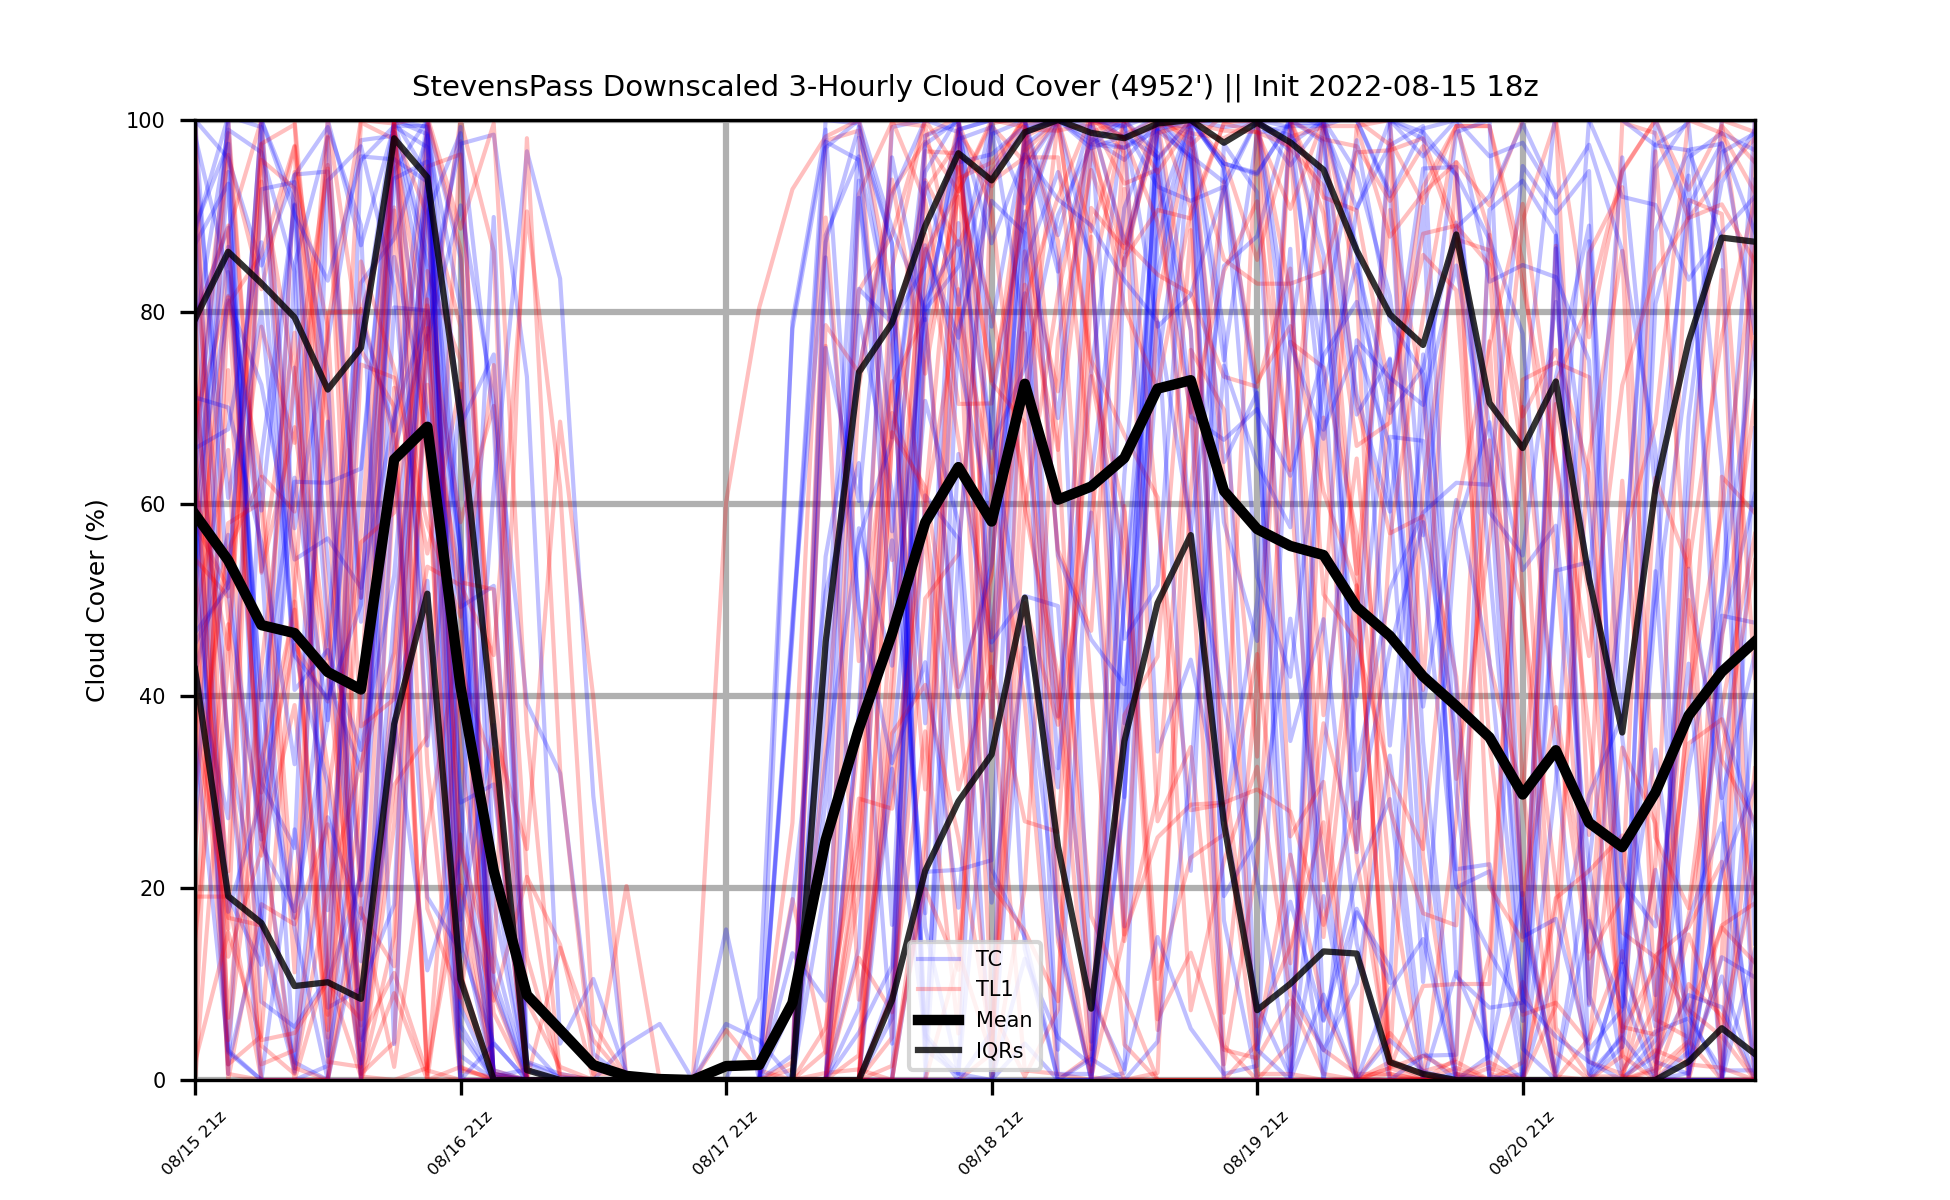 StevensPass Downscaled 3-Hourly Cloud Cover (4952') || Init 2022-08-15 18z
Cloud Cover (%)
100
80
60
40
20
0
TC
TL1
Mean
IQRs
08/15 21z
08/16 21z
08/17 21z
08/18 21z
08/19 21z
08/20 21z